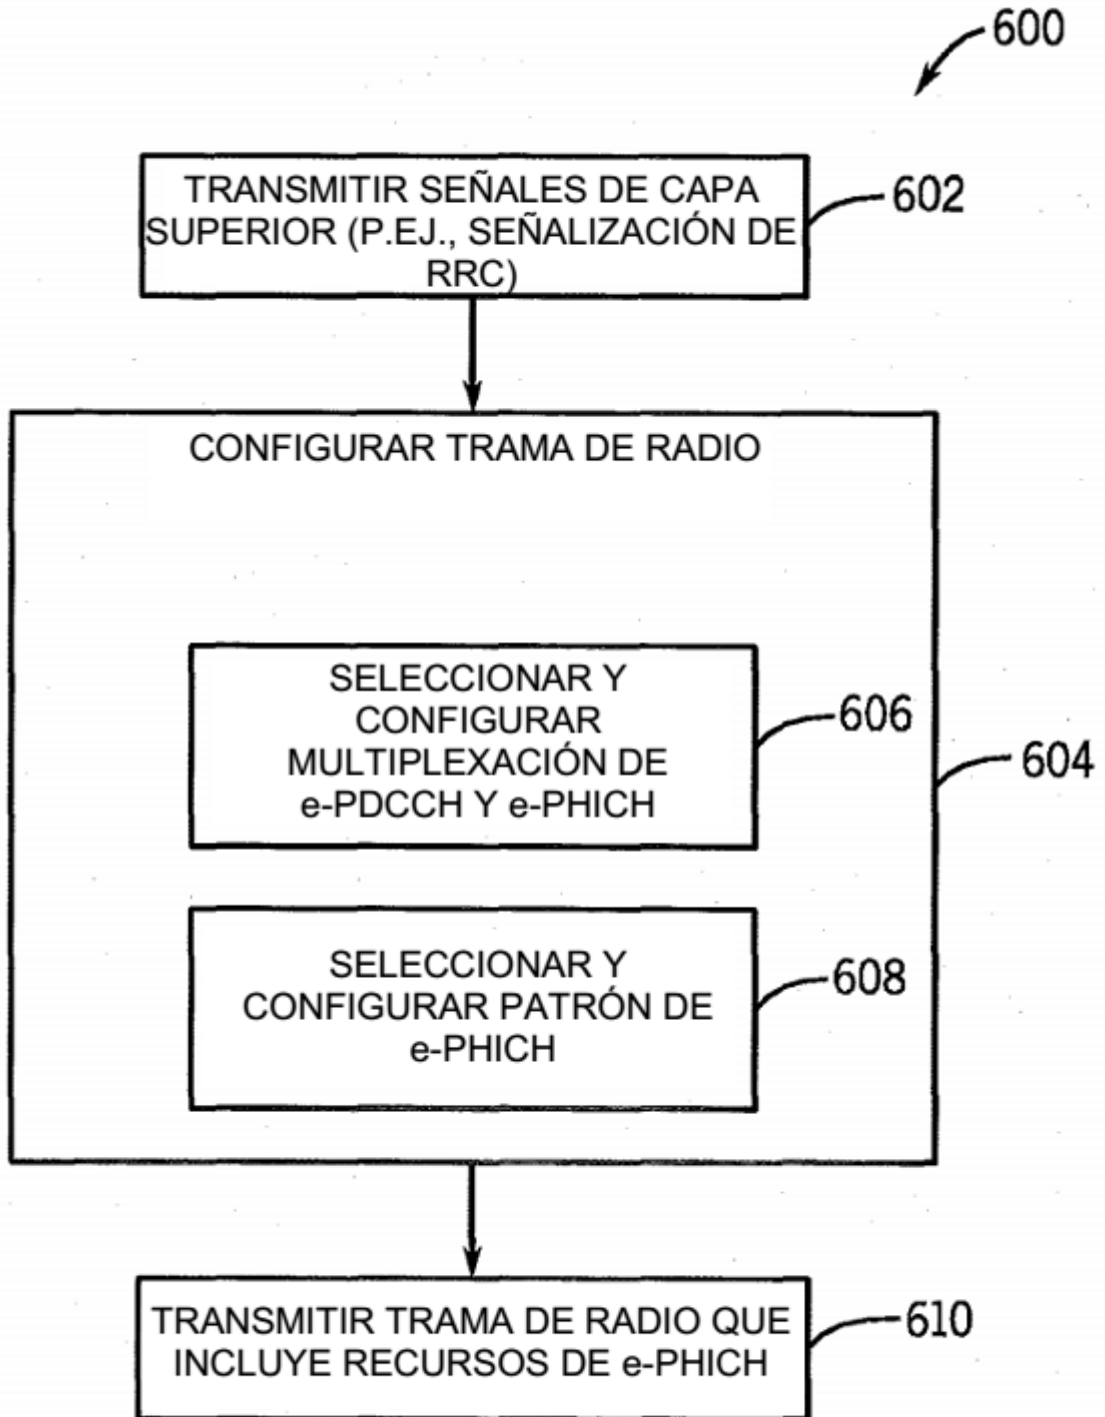 600
TRANSMITIR SEÑALES DE CAPA
SUPERIOR (P.EJ., SEÑALIZACIÓN DE
RRC)
602
CONFIGURAR TRAMA DE RADIO
SELECCIONAR Y
CONFIGURAR
MULTIPLEXACIÓN DE
e-PDCCH Y e-PHICH
606
604
SELECCIONAR Y
CONFIGURAR PATRÓN DE
e-PHICH
608
TRANSMITIR TRAMA DE RADIO QUE
INCLUYE RECURSOS DE e-PHICH
610